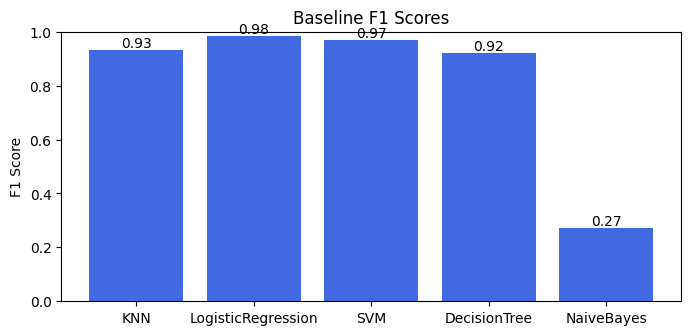 Baseline F1 Scores
F1 Score
1.0
0.8
0.6
0.4
0.2
0.0
0.93
0.98
0.97
0.92
0.27
KNN
LogisticRegression
SVM
DecisionTree
NaiveBayes